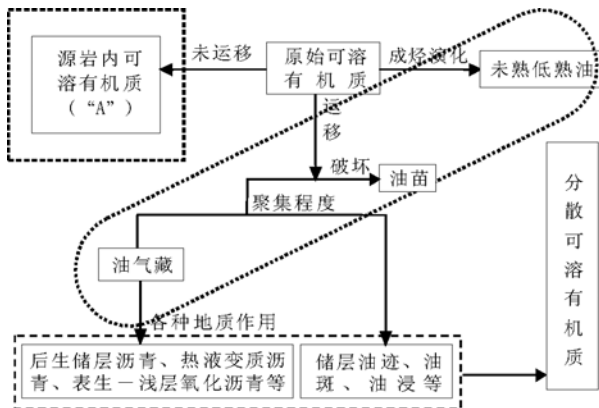 源岩内可
溶有机质
(“A”)
未运移
原始可溶
有机质
成烃演化
未熟低熟油
运
移
破坏
油苗
聚集程度
油气藏
各种地质作用
后生储层沥青、热液变质沥
青、表生－浅层氧化沥青等
储层油迹、油
斑、油浸等
分
散
可
溶
有
机
质